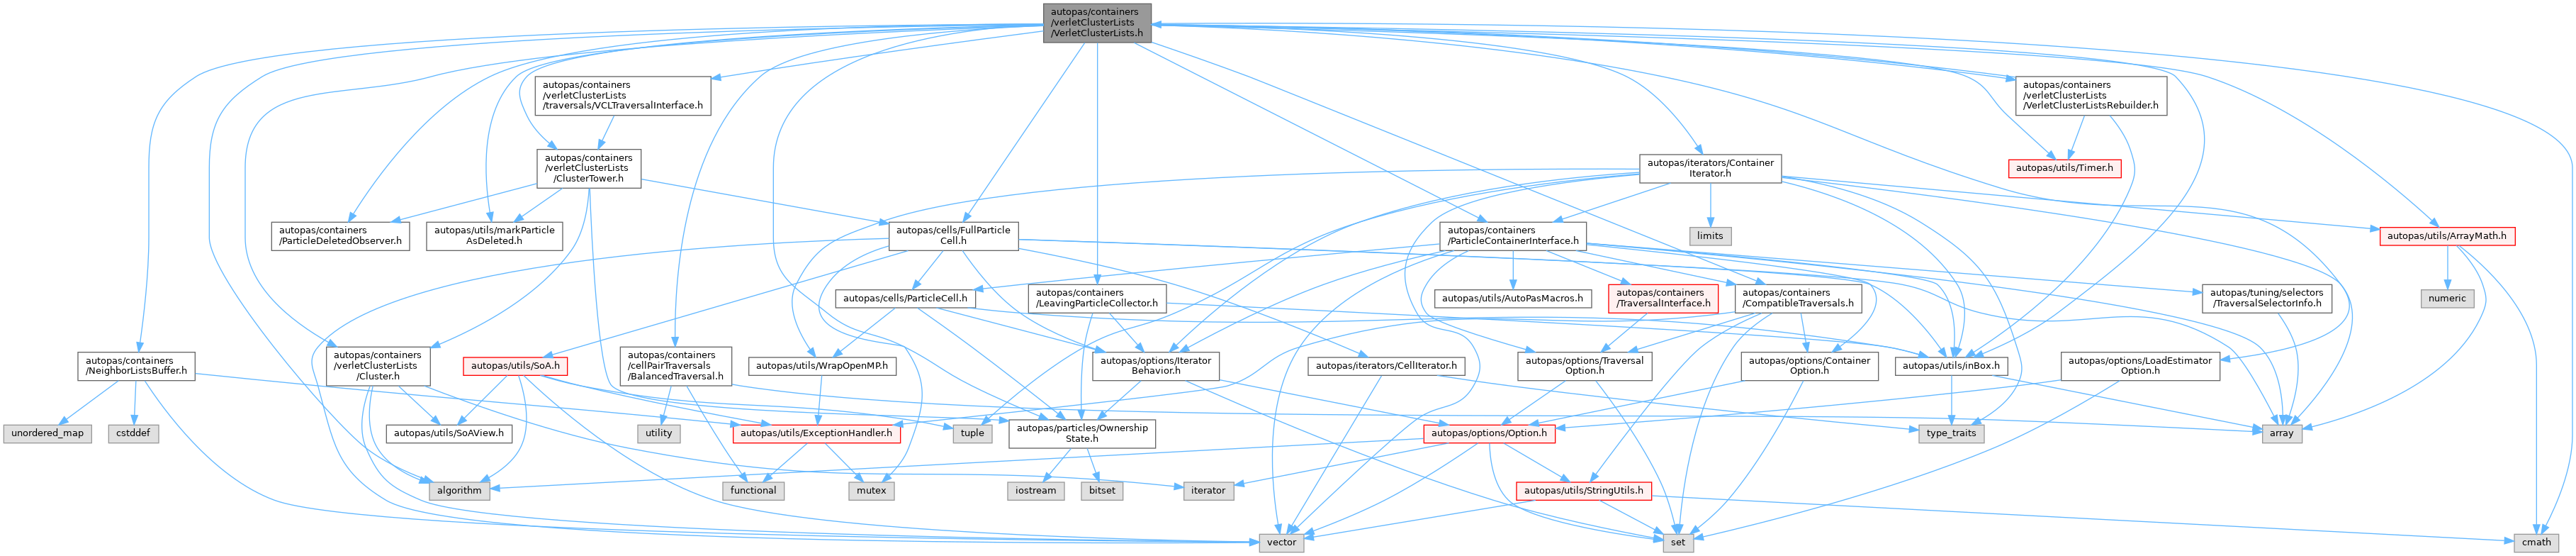 autopas/containers
/verletClusterLists
/VerletClusterLists.h
autopas/containers
/verletClusterLists
/traversals/VCLTraversalInterface.h
autopas/containers
/verletClusterLists
/VerletClusterListsRebuilder.h
autopas/containers
/verletClusterLists
/ClusterTower.h
autopas/iterators/Container
Iterator.h
autopas/utils/Timer.h
autopas/containers
/ParticleDeletedObserver.h
autopas/utils/markParticle
AsDeleted.h
autopas/cells/FullParticle
Cell.h
autopas/containers
/ParticleContainerInterface.h
limits
autopas/utils/ArrayMath.h
autopas/cells/ParticleCell.h
autopas/containers
/LeavingParticleCollector.h
autopas/utils/AutoPasMacros.h
autopas/containers
/TraversalInterface.h
autopas/containers
/CompatibleTraversals.h
autopas/tuning/selectors
/TraversalSelectorInfo.h
numeric
autopas/containers
/NeighborListsBuffer.h
autopas/containers
/verletClusterLists
/Cluster.h
autopas/utils/SoA.h
autopas/containers
/cellPairTraversals
/BalancedTraversal.h
autopas/utils/WrapOpenMP.h
autopas/options/Iterator
Behavior.h
autopas/iterators/CellIterator.h
autopas/options/Traversal
Option.h
autopas/options/Container
Option.h
autopas/utils/inBox.h
autopas/options/LoadEstimator
Option.h
unordered_map
cstddef
autopas/utils/SoAView.h
utility
autopas/utils/ExceptionHandler.h
tuple
autopas/particles/Ownership
State.h
autopas/options/Option.h
type_traits
array
algorithm
functional
mutex
iostream
bitset
iterator
autopas/utils/StringUtils.h
vector
set
cmath